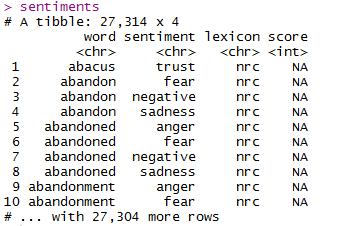 > sentiments
# A tibble: 27,314 x 4
word sentiment lexicon score
<chr> <chr> <chr> <int>
1 abacus trust nrc NA
2 abandon fear nrc NA
3 abandon negative nrc NA
4 abandon sadness nrc NA
5 abandoned anger nrc NA
6 abandoned fear nrc NA
7 abandoned negative nrc NA
8 abandoned sadness nrc NA
9 abandonment anger nrc NA
10 abandonment fear nrc NA
# ... with 27,304 more rows